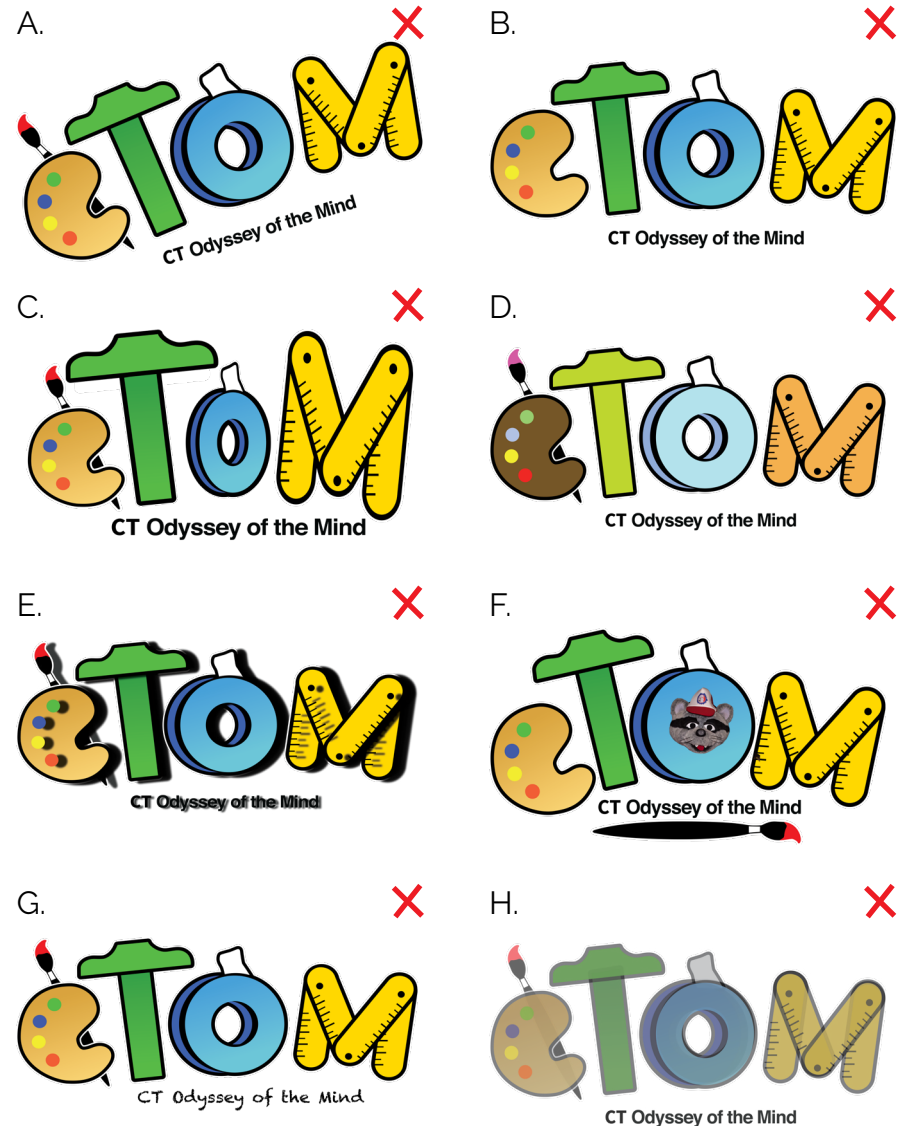 A.
B.
CTOM
CTOM
CT Odyssey of the Mind
CT Odyssey of the Mind
C.
D.
CTOM
CTOM
CT Odyssey of the Mind
CT Odyssey of the Mind
E.
F.
CTOM
CTOM
CT Odyssey of the Mind
CT Odyssey of the Mind
G.
H.
CTOM
CTOM
CT Odyssey of the Mind
CT Odyssey of the Mind